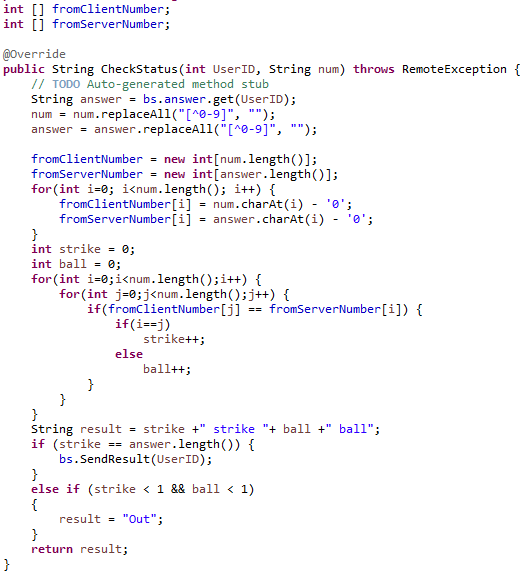 int [] fromClientNumber;
int [] fromServerNumber;

@Override
public String CheckStatus(int UserID, String num) throws RemoteException {
    // TODO Auto-generated method stub
    String answer = bs.answer.get(UserID);
    num = num.replaceAll("[^0-9]", "");
    answer = answer.replaceAll("[^0-9]", "");

    fromClientNumber = new int[num.length()];
    fromServerNumber = new int[answer.length()];
    for(int i=0; i<num.length(); i++) {
        fromClientNumber[i] = num.charAt(i) - '0';
        fromServerNumber[i] = answer.charAt(i) - '0';
    }
    int strike = 0;
    int ball = 0;
    for(int i=0;i<num.length();i++) {
        for(int j=0;j<num.length();j++) {
            if(fromClientNumber[j] == fromServerNumber[i]) {
                if(i==j)
                    strike++;
                else
                    ball++;
            }
        }
    }
    String result = strike +" strike "+ ball +" ball";
    if (strike == answer.length()) {
        bs.SendResult(UserID);
    }
    else if (strike < 1 && ball < 1)
    {
        result = "Out";
    }
    return result;
}